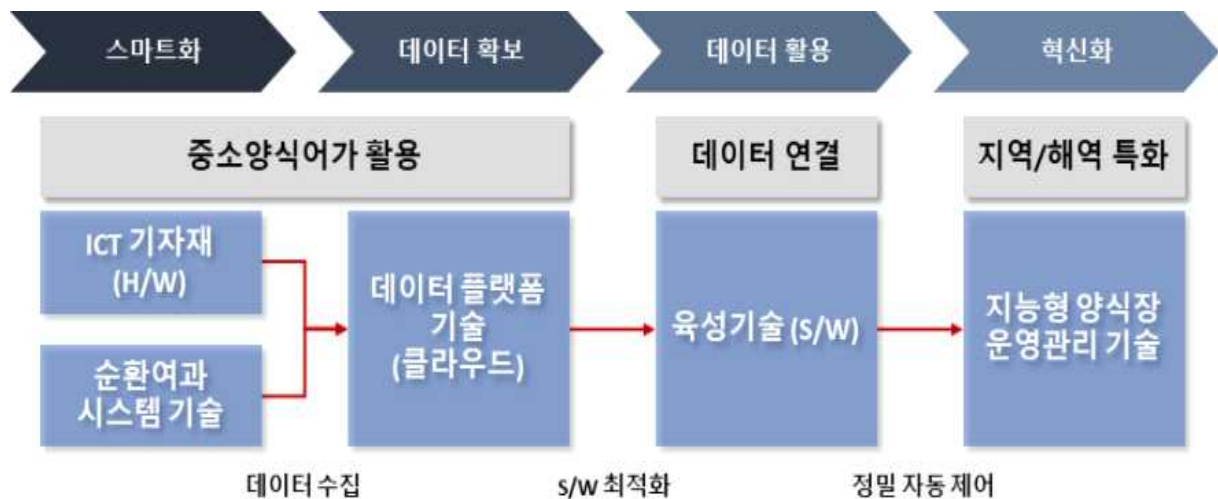 스마트화
데이터 확보
데이터 활용
혁신화
중소양식어가 활용
데이터 연결
지역/해역 특화
ICT 기자재
(H/W)
순환여과
시스템 기술
데이터 플랫폼
기술
(클라우드)
육성기술 (S/W)
지능형 양식장
운영관리 기술
데이터 수집
s/w 최적화
정밀 자동 제어